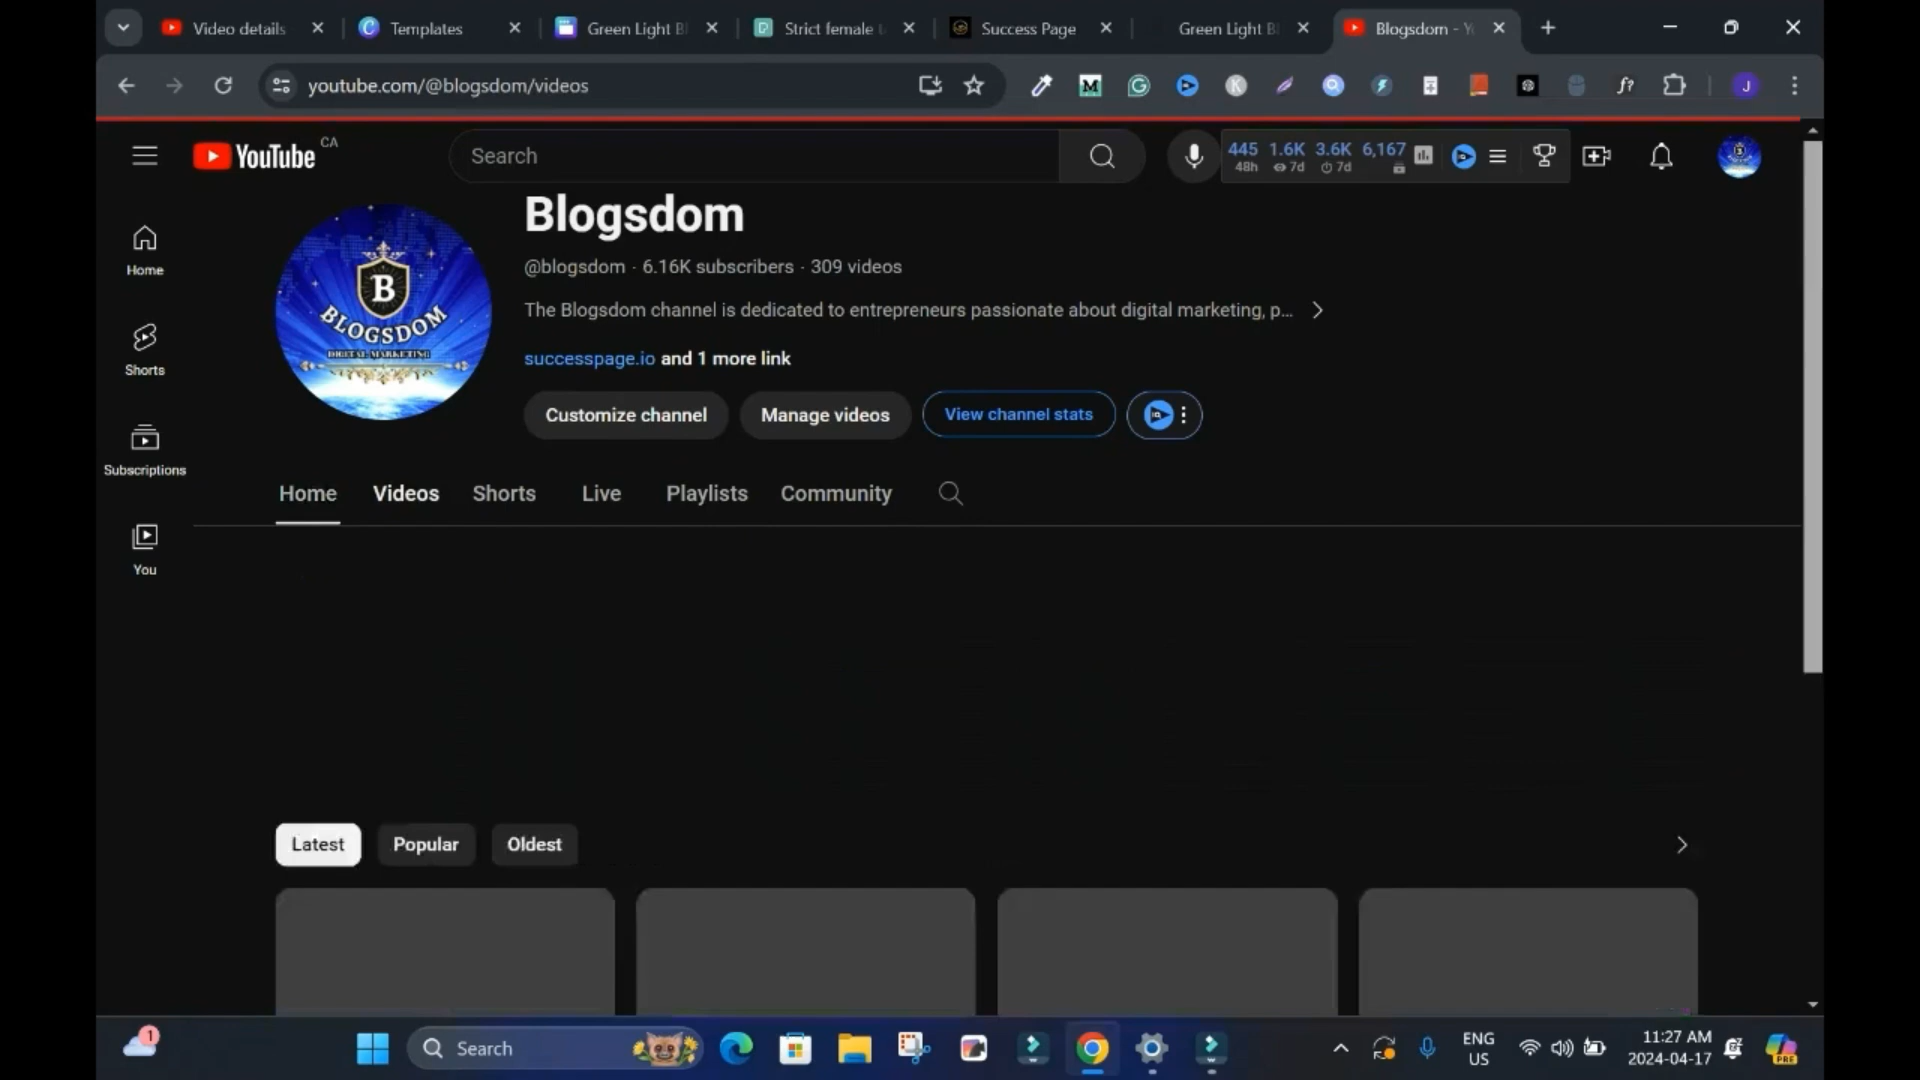 Video details
Templates
Green Light Bl
Strict female t
Success Page
Green Light Bl
Blogsdom - Y
youtube.com/@blogsdom/videos
YouTube CA
Search
445 1.6K 3.6K 6,167
48h 7d 7d
Blogsdom
@blogsdom · 6.16K subscribers · 309 videos
B
BLOGSDOM
DIGITAL MARKETING
The Blogsdom channel is dedicated to entrepreneurs passionate about digital marketing, p...
successpage.io and 1 more link
Customize channel
Manage videos
View channel stats
Home
Shorts
Subscriptions
You
Home Videos Shorts Live Playlists Community
Latest Popular Oldest
1
Search
PRE
ENG
US
11:27 AM
2024-04-17